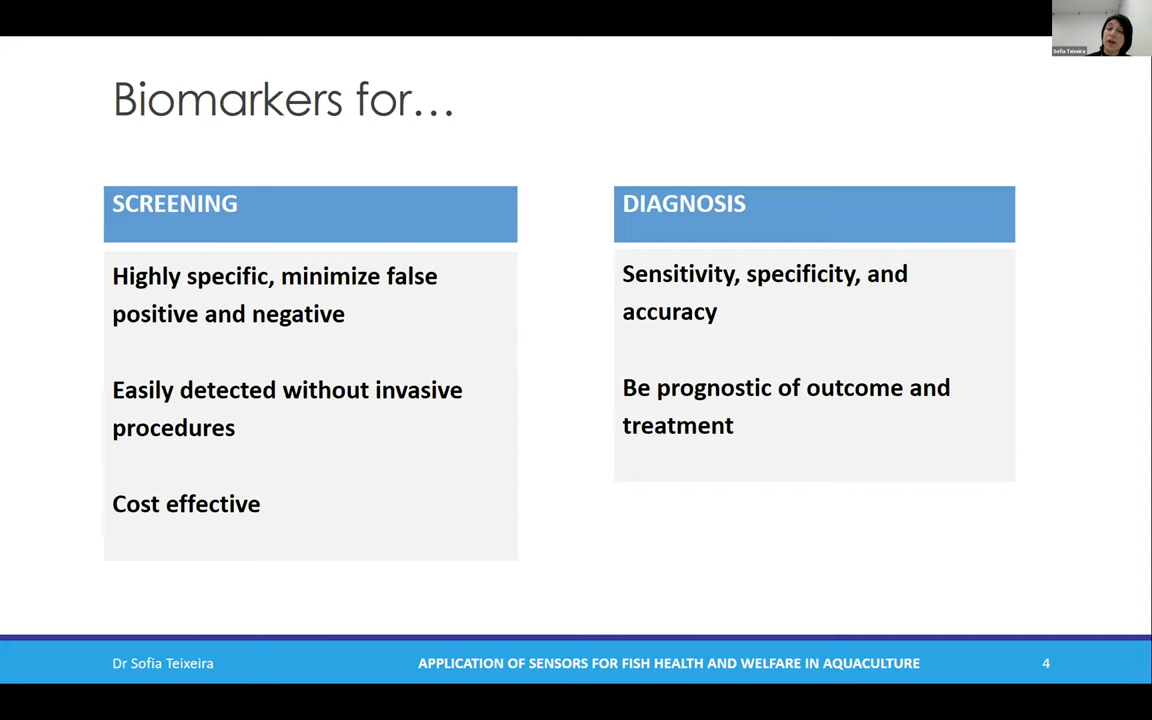 Sofia Teixeira
Biomarkers for...
SCREENING
Highly specific, minimize false
positive and negative
Easily detected without invasive
procedures
Cost effective
DIAGNOSIS
Sensitivity, specificity, and
accuracy
Be prognostic of outcome and
treatment
Dr Sofia Teixeira
APPLICATION OF SENSORS FOR FISH HEALTH AND WELFARE IN AQUACULTURE
4